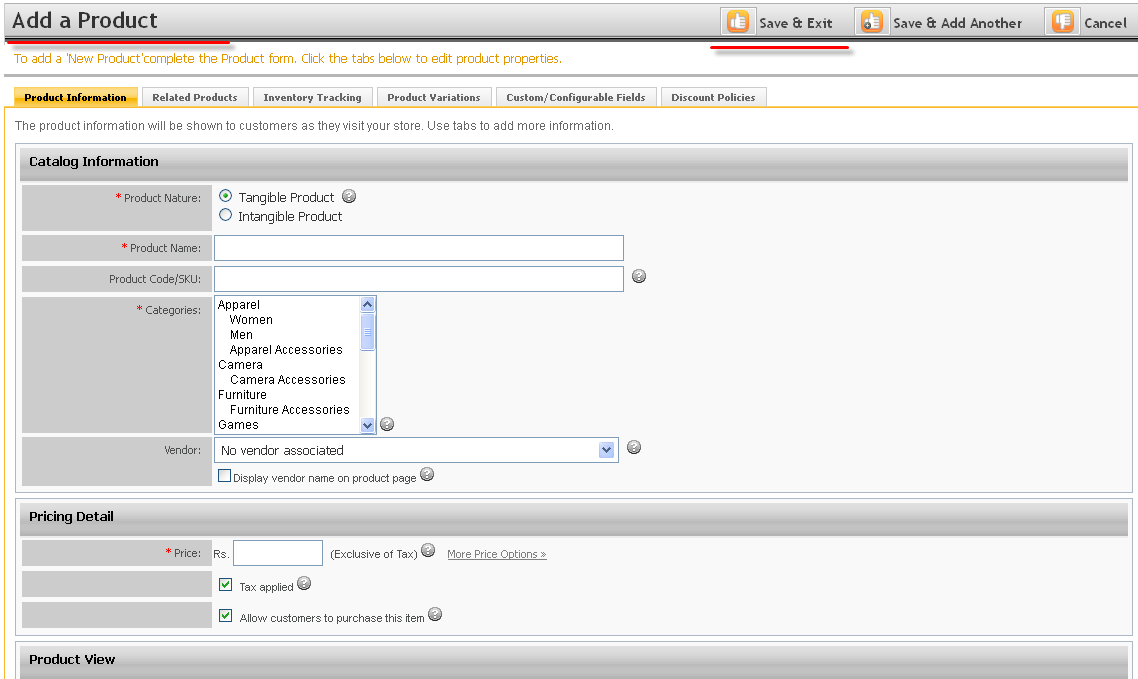 Add a Product
Save & Exit
Save & Add Another
Cancel
To add a 'New Product'complete the Product form. Click the tabs below to edit product properties.
Product Information
Related Products
Inventory Tracking
Product Variations
Custom/Configurable Fields
Discount Policies
The product information will be shown to customers as they visit your store. Use tabs to add more information.
Catalog Information
* Product Nature:
Tangible Product ?
Intangible Product
* Product Name:
Product Code/SKU:
?
* Categories:
Apparel
Women
Men
Apparel Accessories
Camera
Camera Accessories
Furniture
Furniture Accessories
Games
?
Vendor:
No vendor associated
?
Display vendor name on product page ?
Pricing Detail
* Price:
Rs.
(Exclusive of Tax) ?
More Price Options »
Tax applied ?
Allow customers to purchase this item ?
Product View